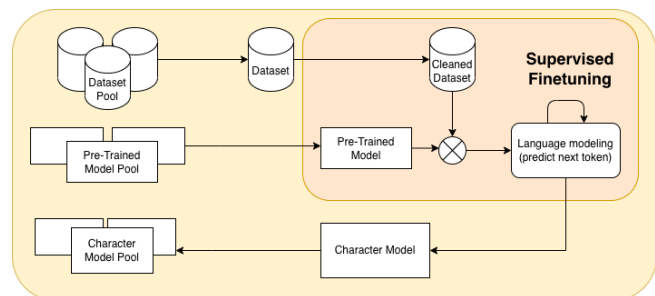 Dataset
Pool
Dataset
Cleaned
Dataset
Supervised
Finetuning
Pre-Trained
Model Pool
Pre-Trained
Model
Language modeling
(predict next token)
Character
Model Pool
Character Model